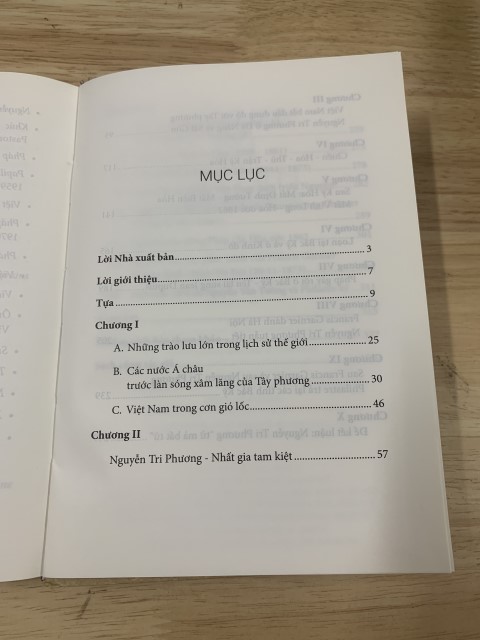 MỤC LỤC
Lời Nhà xuất bản 3
Lời giới thiệu 7
Tựa 9
Chương I
A. Những trào lưu lớn trong lịch sử thế giới 25
B. Các nước Á châu
trước làn sóng xâm lăng của Tây phương 30
C. Việt Nam trong cơn gió lốc 46
Chương II
Nguyễn Tri Phương - Nhất gia tam kiệt 57